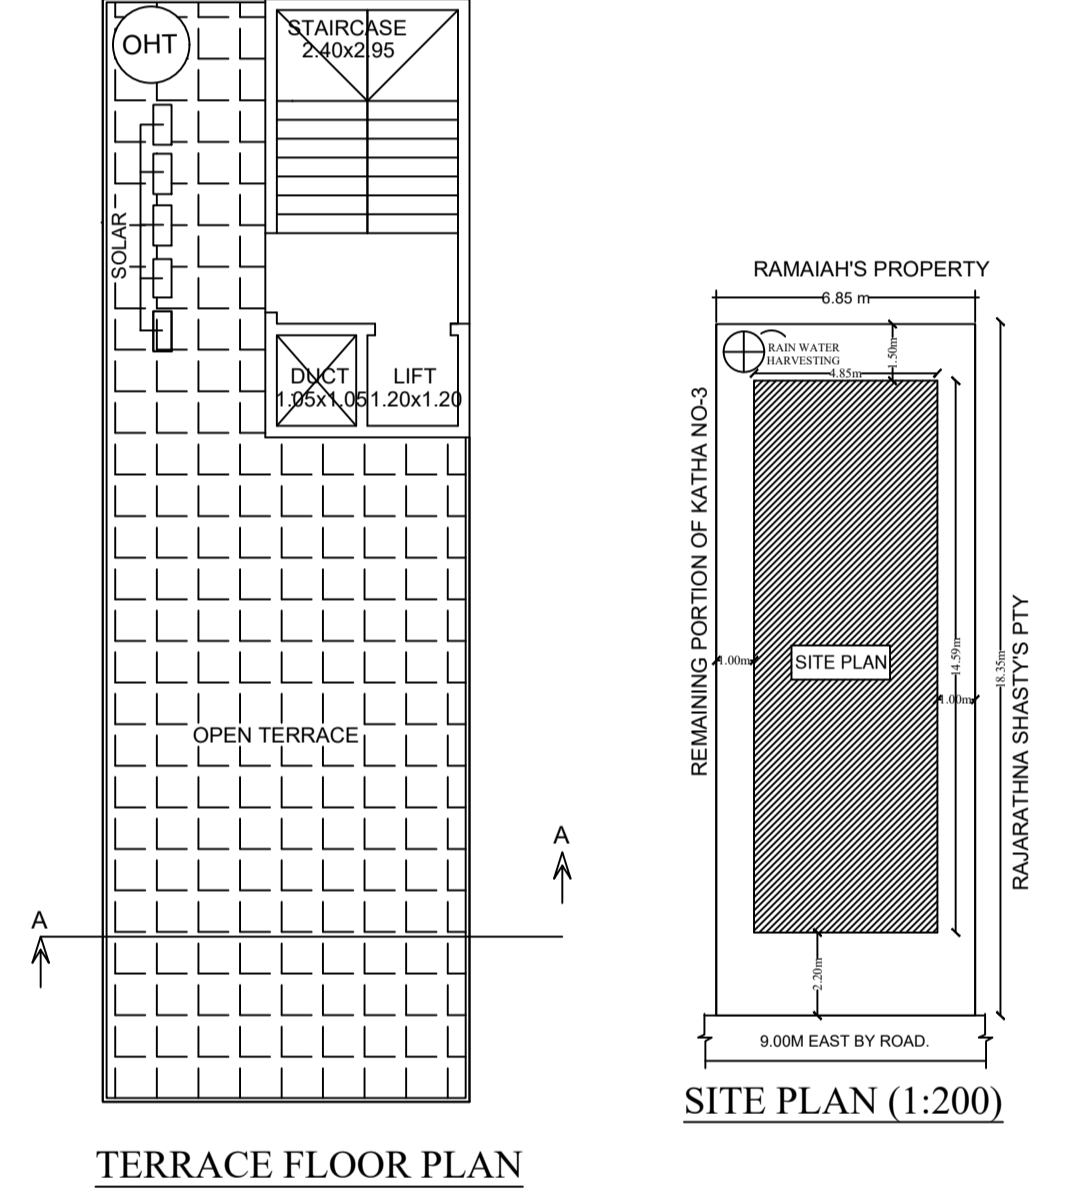 OHT
STAIRCASE
2.40x2.95
SOLAR
DUCT
1.05x1.05
LIFT
1.20x1.20
OPEN TERRACE
A
A
TERRACE FLOOR PLAN
RAMAIAH'S PROPERTY
6.85 m
RAIN WATER
HARVESTING
1.50m
4.85m
REMAINING PORTION OF KATHA NO-3
1.00m
SITE PLAN
14.59m
1.00m
18.35m
RAJARATHNA SHASTY'S PTY
2.20m
9.00M EAST BY ROAD.
SITE PLAN (1:200)